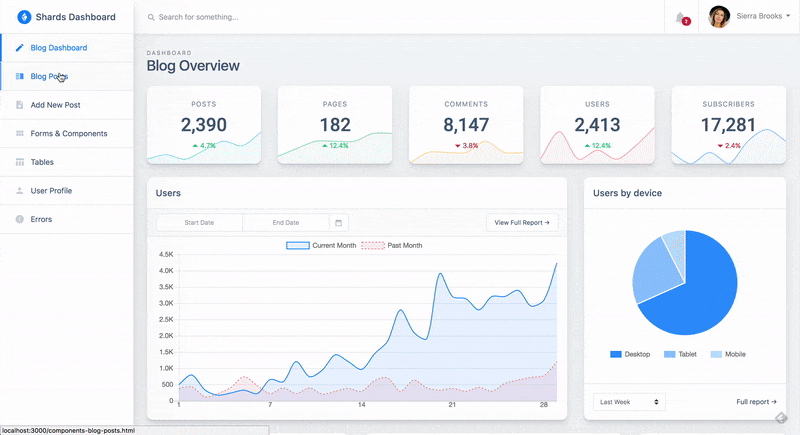 Shards Dashboard
Search for something...
2
Sierra Brooks
Blog Dashboard
Blog Posts
Add New Post
Forms & Components
Tables
User Profile
Errors
DASHBOARD
Blog Overview
POSTS
2,390
4.7%
PAGES
182
12.4%
COMMENTS
8,147
3.8%
USERS
2,413
12.4%
SUBSCRIBERS
17,281
2.4%
Users
Start Date
End Date
View Full Report →
Current Month
Past Month
4.5K
4.0K
3.5K
3.0K
2.5K
2.0K
1.5K
1.0K
500
0
1
7
14
21
28
Users by device
Desktop
Tablet
Mobile
Last Week
Full report →
localhost:3000/components-blog-posts.html